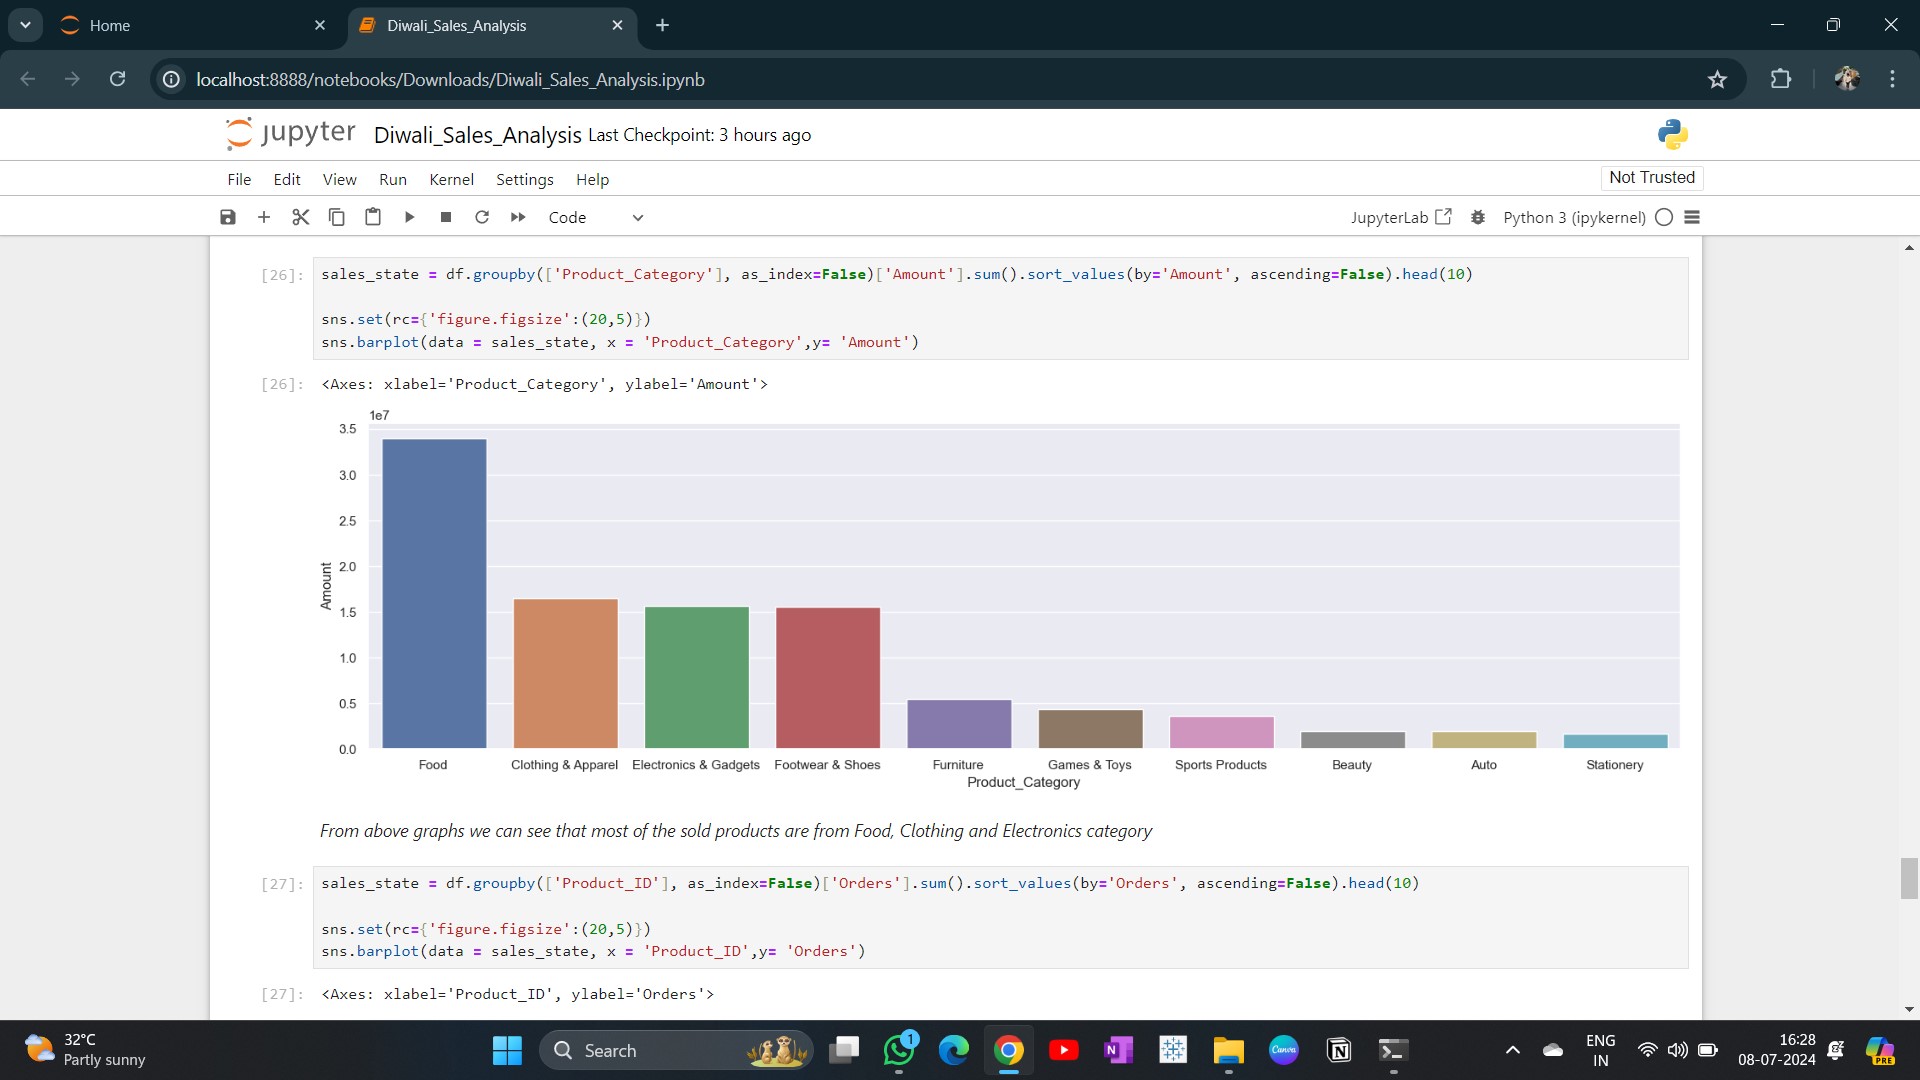 Home
Diwali_Sales_Analysis
localhost:8888/notebooks/Downloads/Diwali_Sales_Analysis.ipynb
jupyter Diwali_Sales_Analysis Last Checkpoint: 3 hours ago
File Edit View Run Kernel Settings Help
Not Trusted
Code
JupyterLab
Python 3 (ipykernel)
[26]: sales_state = df.groupby(['Product_Category'], as_index=False)['Amount'].sum().sort_values(by='Amount', ascending=False).head(10)
sns.set(rc={'figure.figsize':(20,5)})
sns.barplot(data = sales_state, x = 'Product_Category',y= 'Amount')
[26]: <Axes: xlabel='Product_Category', ylabel='Amount'>
1e7
3.5
3.0
2.5
2.0
1.5
1.0
0.5
0.0
Amount
Food Clothing & Apparel Electronics & Gadgets Footwear & Shoes Furniture Games & Toys Sports Products Beauty Auto Stationery
Product_Category
From above graphs we can see that most of the sold products are from Food, Clothing and Electronics category
[27]: sales_state = df.groupby(['Product_ID'], as_index=False)['Orders'].sum().sort_values(by='Orders', ascending=False).head(10)
sns.set(rc={'figure.figsize':(20,5)})
sns.barplot(data = sales_state, x = 'Product_ID',y= 'Orders')
[27]: <Axes: xlabel='Product_ID', ylabel='Orders'>
32°C
Partly sunny
Search
1
N
Canva
ENG
IN
16:28
08-07-2024
PRE